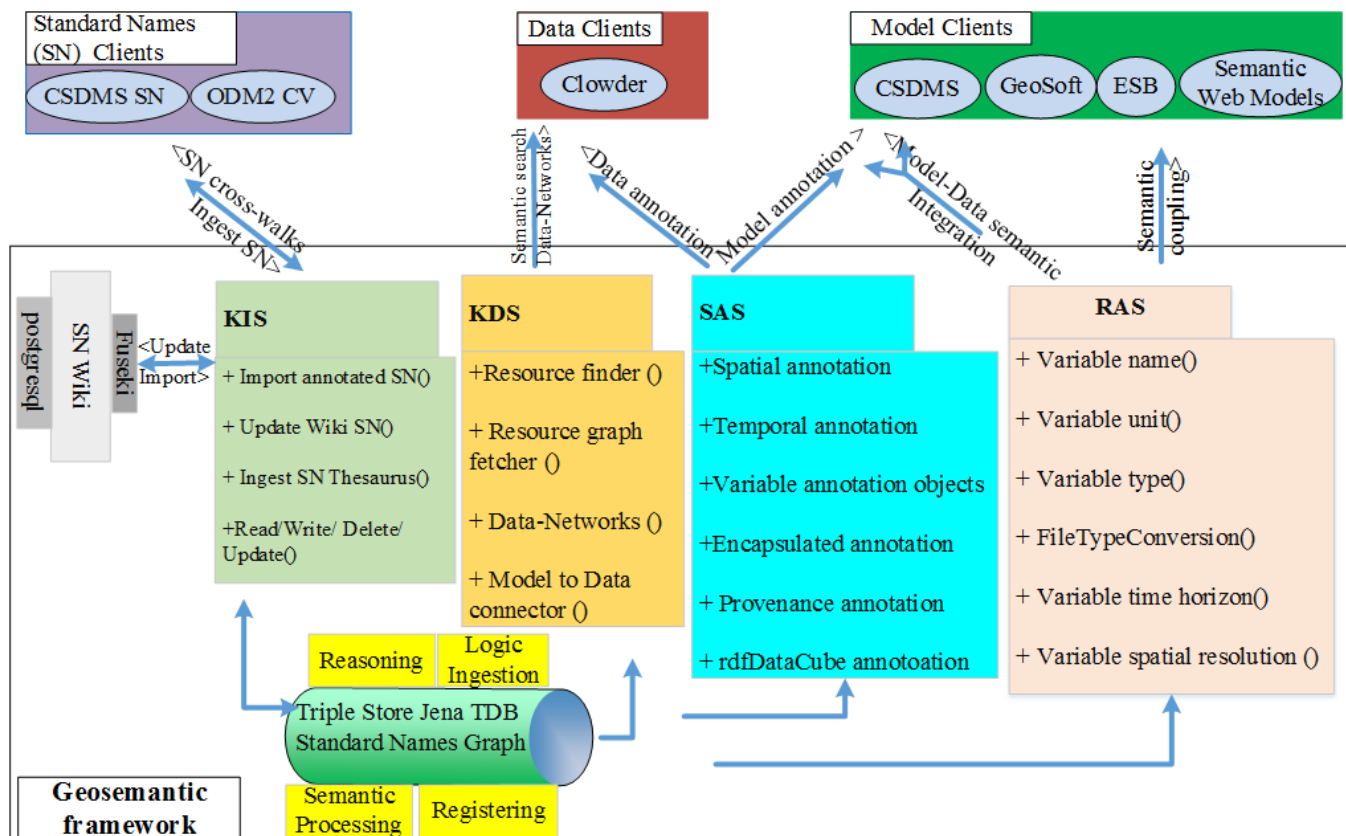 Standard Names
(SN) Clients
CSDMS SN
ODM2 CV
Data Clients
Clowder
Model Clients
CSDMS
GeoSoft
ESB
Semantic
Web Models
<SN cross-walks
Ingest SN>
Semantic search
Data-Networks>
<Data annotation
Model annotation >
<Model-Data semantic
Integration
Semantic
coupling>
postgresql
SN Wiki
Fuseki
<Update
Import>
KIS
+ Import annotated SN()
+ Update Wiki SN()
+ Ingest SN Thesaurus()
+Read/Write/ Delete/
Update()
KDS
+Resource finder ()
+ Resource graph
fetcher ()
+ Data-Networks ()
+ Model to Data
connector ()
SAS
+Spatial annotation
+Temporal annotation
+Variable annotation objects
+Encapsulated annotation
+ Provenance annotation
+ rdfDataCube annotoation
RAS
+ Variable name()
+ Variable unit()
+ Variable type()
+ FileTypeConversion()
+ Variable time horizon()
+ Variable spatial resolution ()
Reasoning
Logic
Ingestion
Triple Store Jena TDB
Standard Names Graph
Semantic
Processing
Registering
Geosemantic
framework